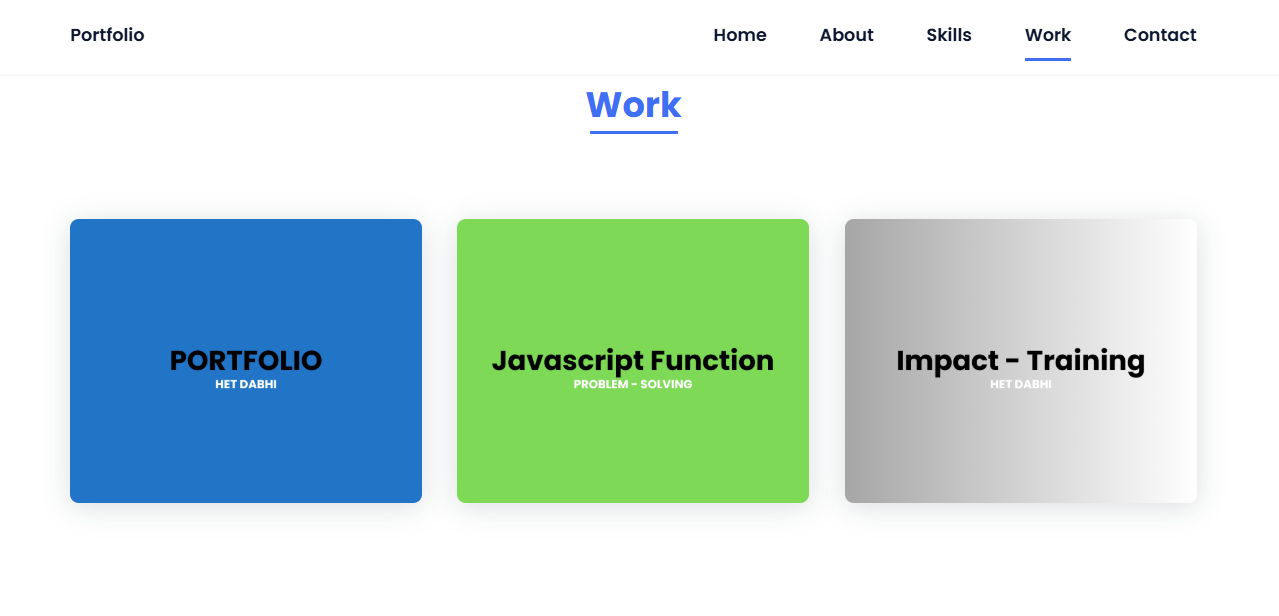 Portfolio
Home
About
Skills
Work
Contact
Work
PORTFOLIO
HET DABHI
Javascript Function
PROBLEM - SOLVING
Impact - Training
HET DABHI